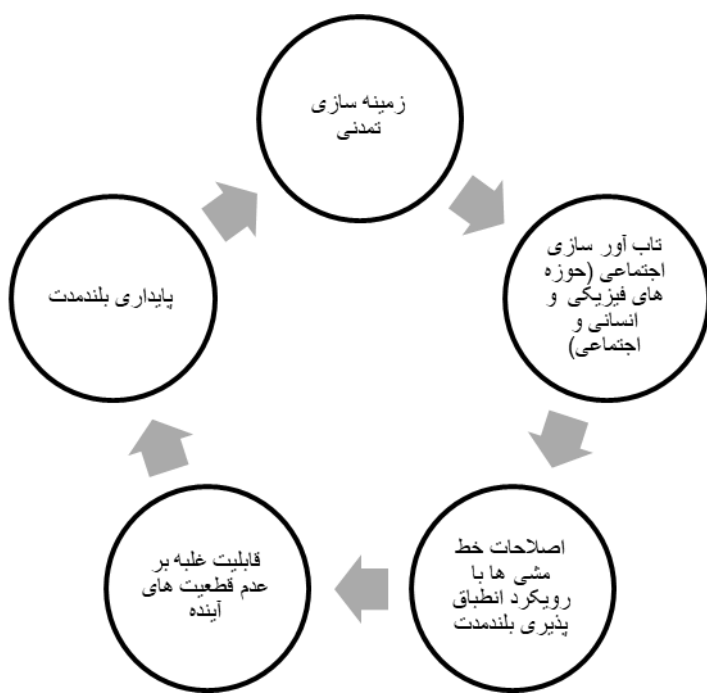 زمینه سازی
تمدنی
تاب آور سازی
اجتماعی (حوزه
های فیزیکی و
انسانی و
اجتماعی)
اصلاحات خط
مشی ها با
رویکرد انطباق
پذیری بلندمدت
قابلیت غلبه بر
عدم قطعیت های
آینده
پایداری بلندمدت